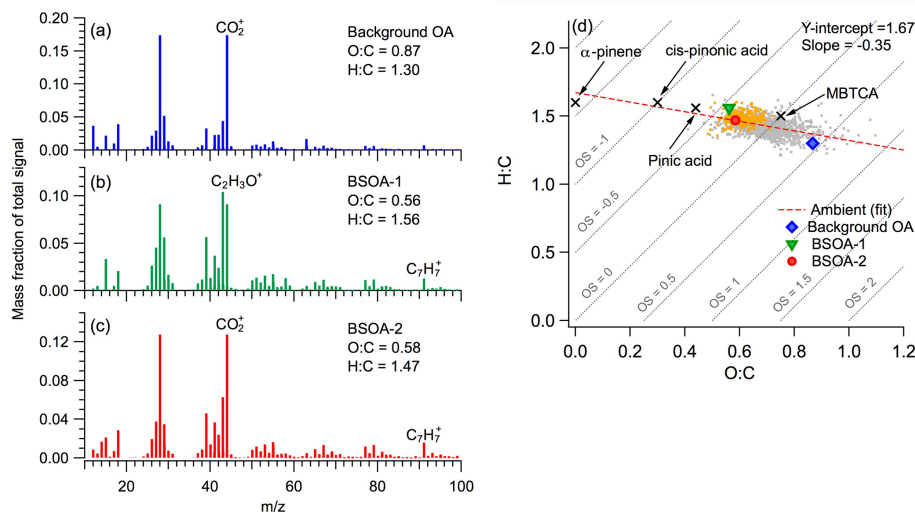 (a)
CO₂⁺
Background OA
O:C = 0.87
H:C = 1.30
0.20
0.15
0.10
0.05
0.00
(b)
C₂H₃O⁺
BSOA-1
O:C = 0.56
H:C = 1.56
C₇H₇⁺
0.10
0.05
0.00
(c)
CO₂⁺
BSOA-2
O:C = 0.58
H:C = 1.47
C₇H₇⁺
0.12
0.08
0.04
0.00
Mass fraction of total signal
20
40
60
80
100
m/z
(d)
Y-intercept =1.67
Slope = -0.35
α-pinene
cis-pinonic acid
MBTCA
Pinic acid
OS = -1
OS = -0.5
OS = 0
OS = 0.5
OS = 1
OS = 1.5
OS = 2
Ambient (fit)
Background OA
BSOA-1
BSOA-2
2.0
1.5
1.0
0.5
0.0
H:C
0.0
0.2
0.4
0.6
0.8
1.0
1.2
O:C